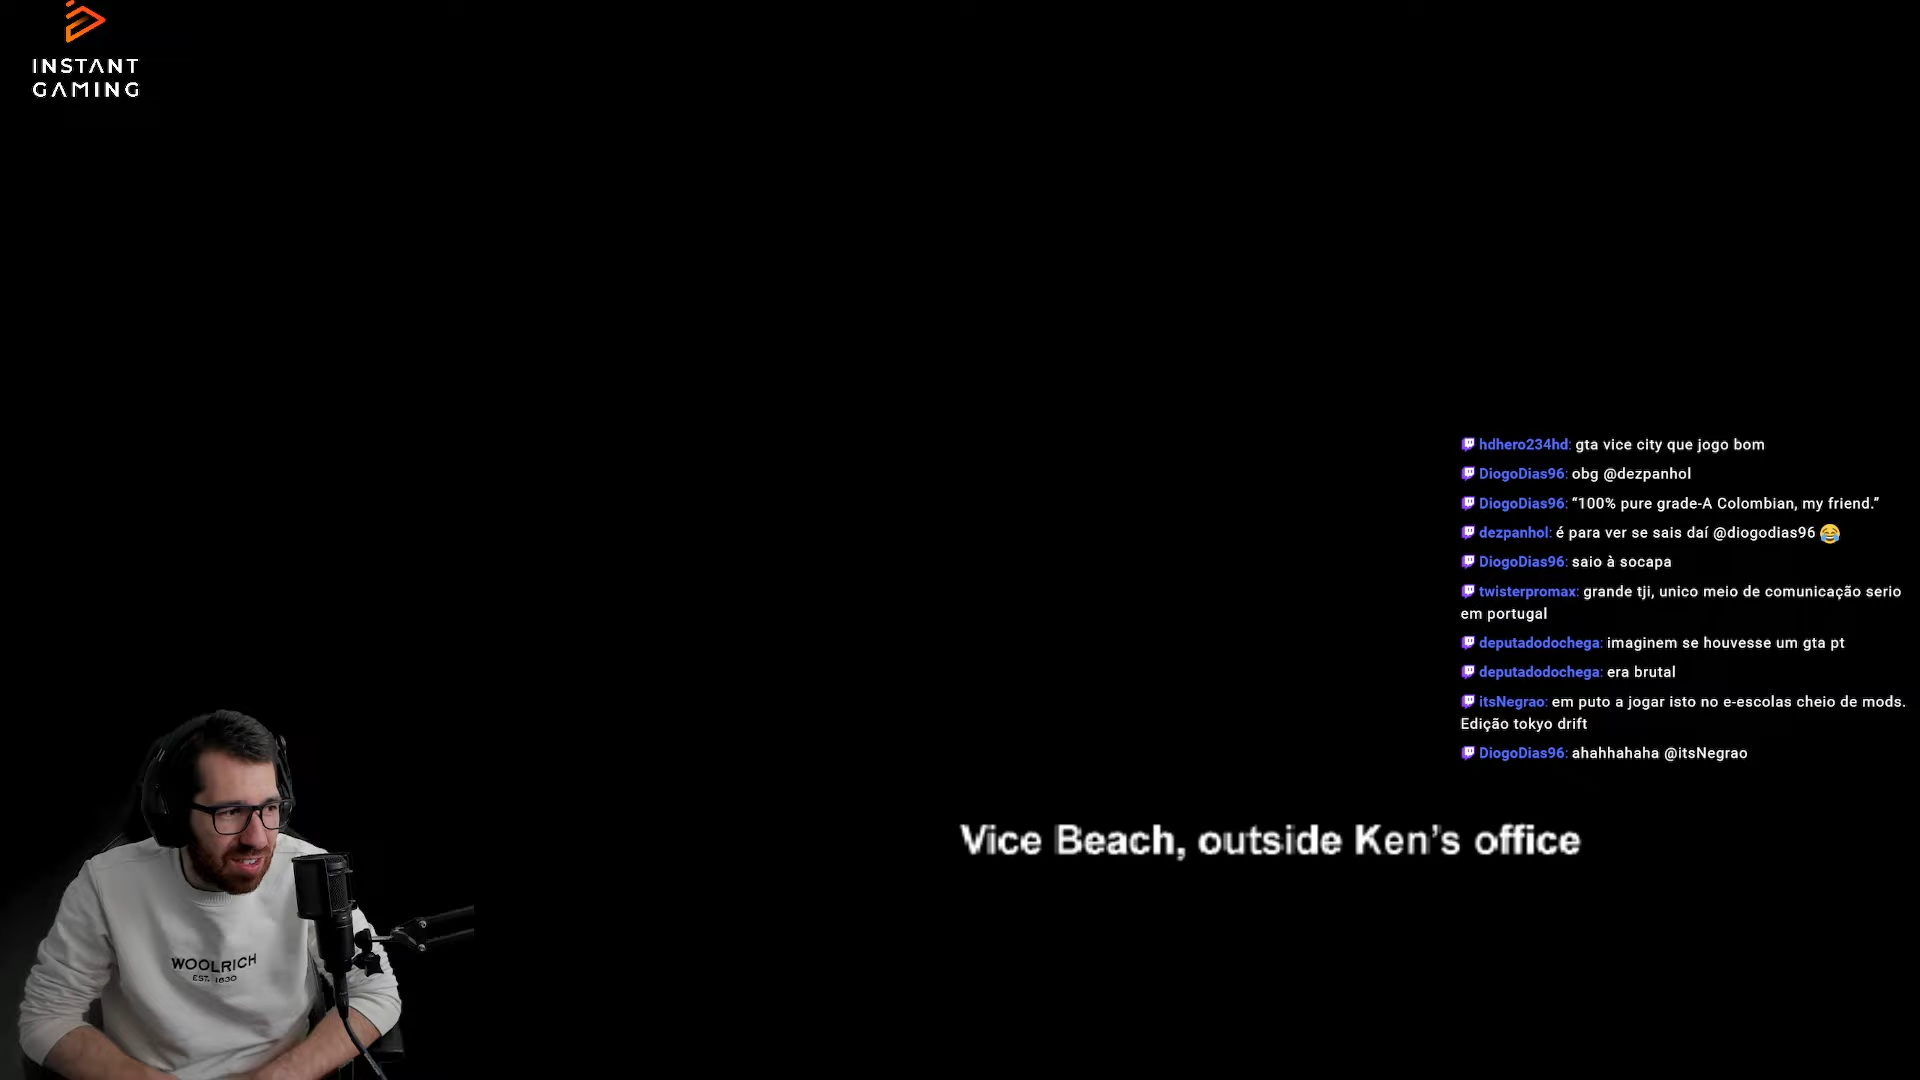 INSTANT
GAMING
hdhero234hd: gta vice city que jogo bom
DiogoDias96: obg @dezpanhol
DiogoDias96: “100% pure grade-A Colombian, my friend.”
dezpanhol: é para ver se sais daí @diogodias96 😂
DiogoDias96: saio à socapa
twisterpromax: grande tji, unico meio de comunicação serio
em portugal
deputadodochega: imaginem se houvesse um gta pt
deputadodochega: era brutal
itsNegrao: em puto a jogar isto no e-escolas cheio de mods.
Edição tokyo drift
DiogoDias96: ahahhahaha @itsNegrao
Vice Beach, outside Ken’s office
WOOLRICH
EST. 1830